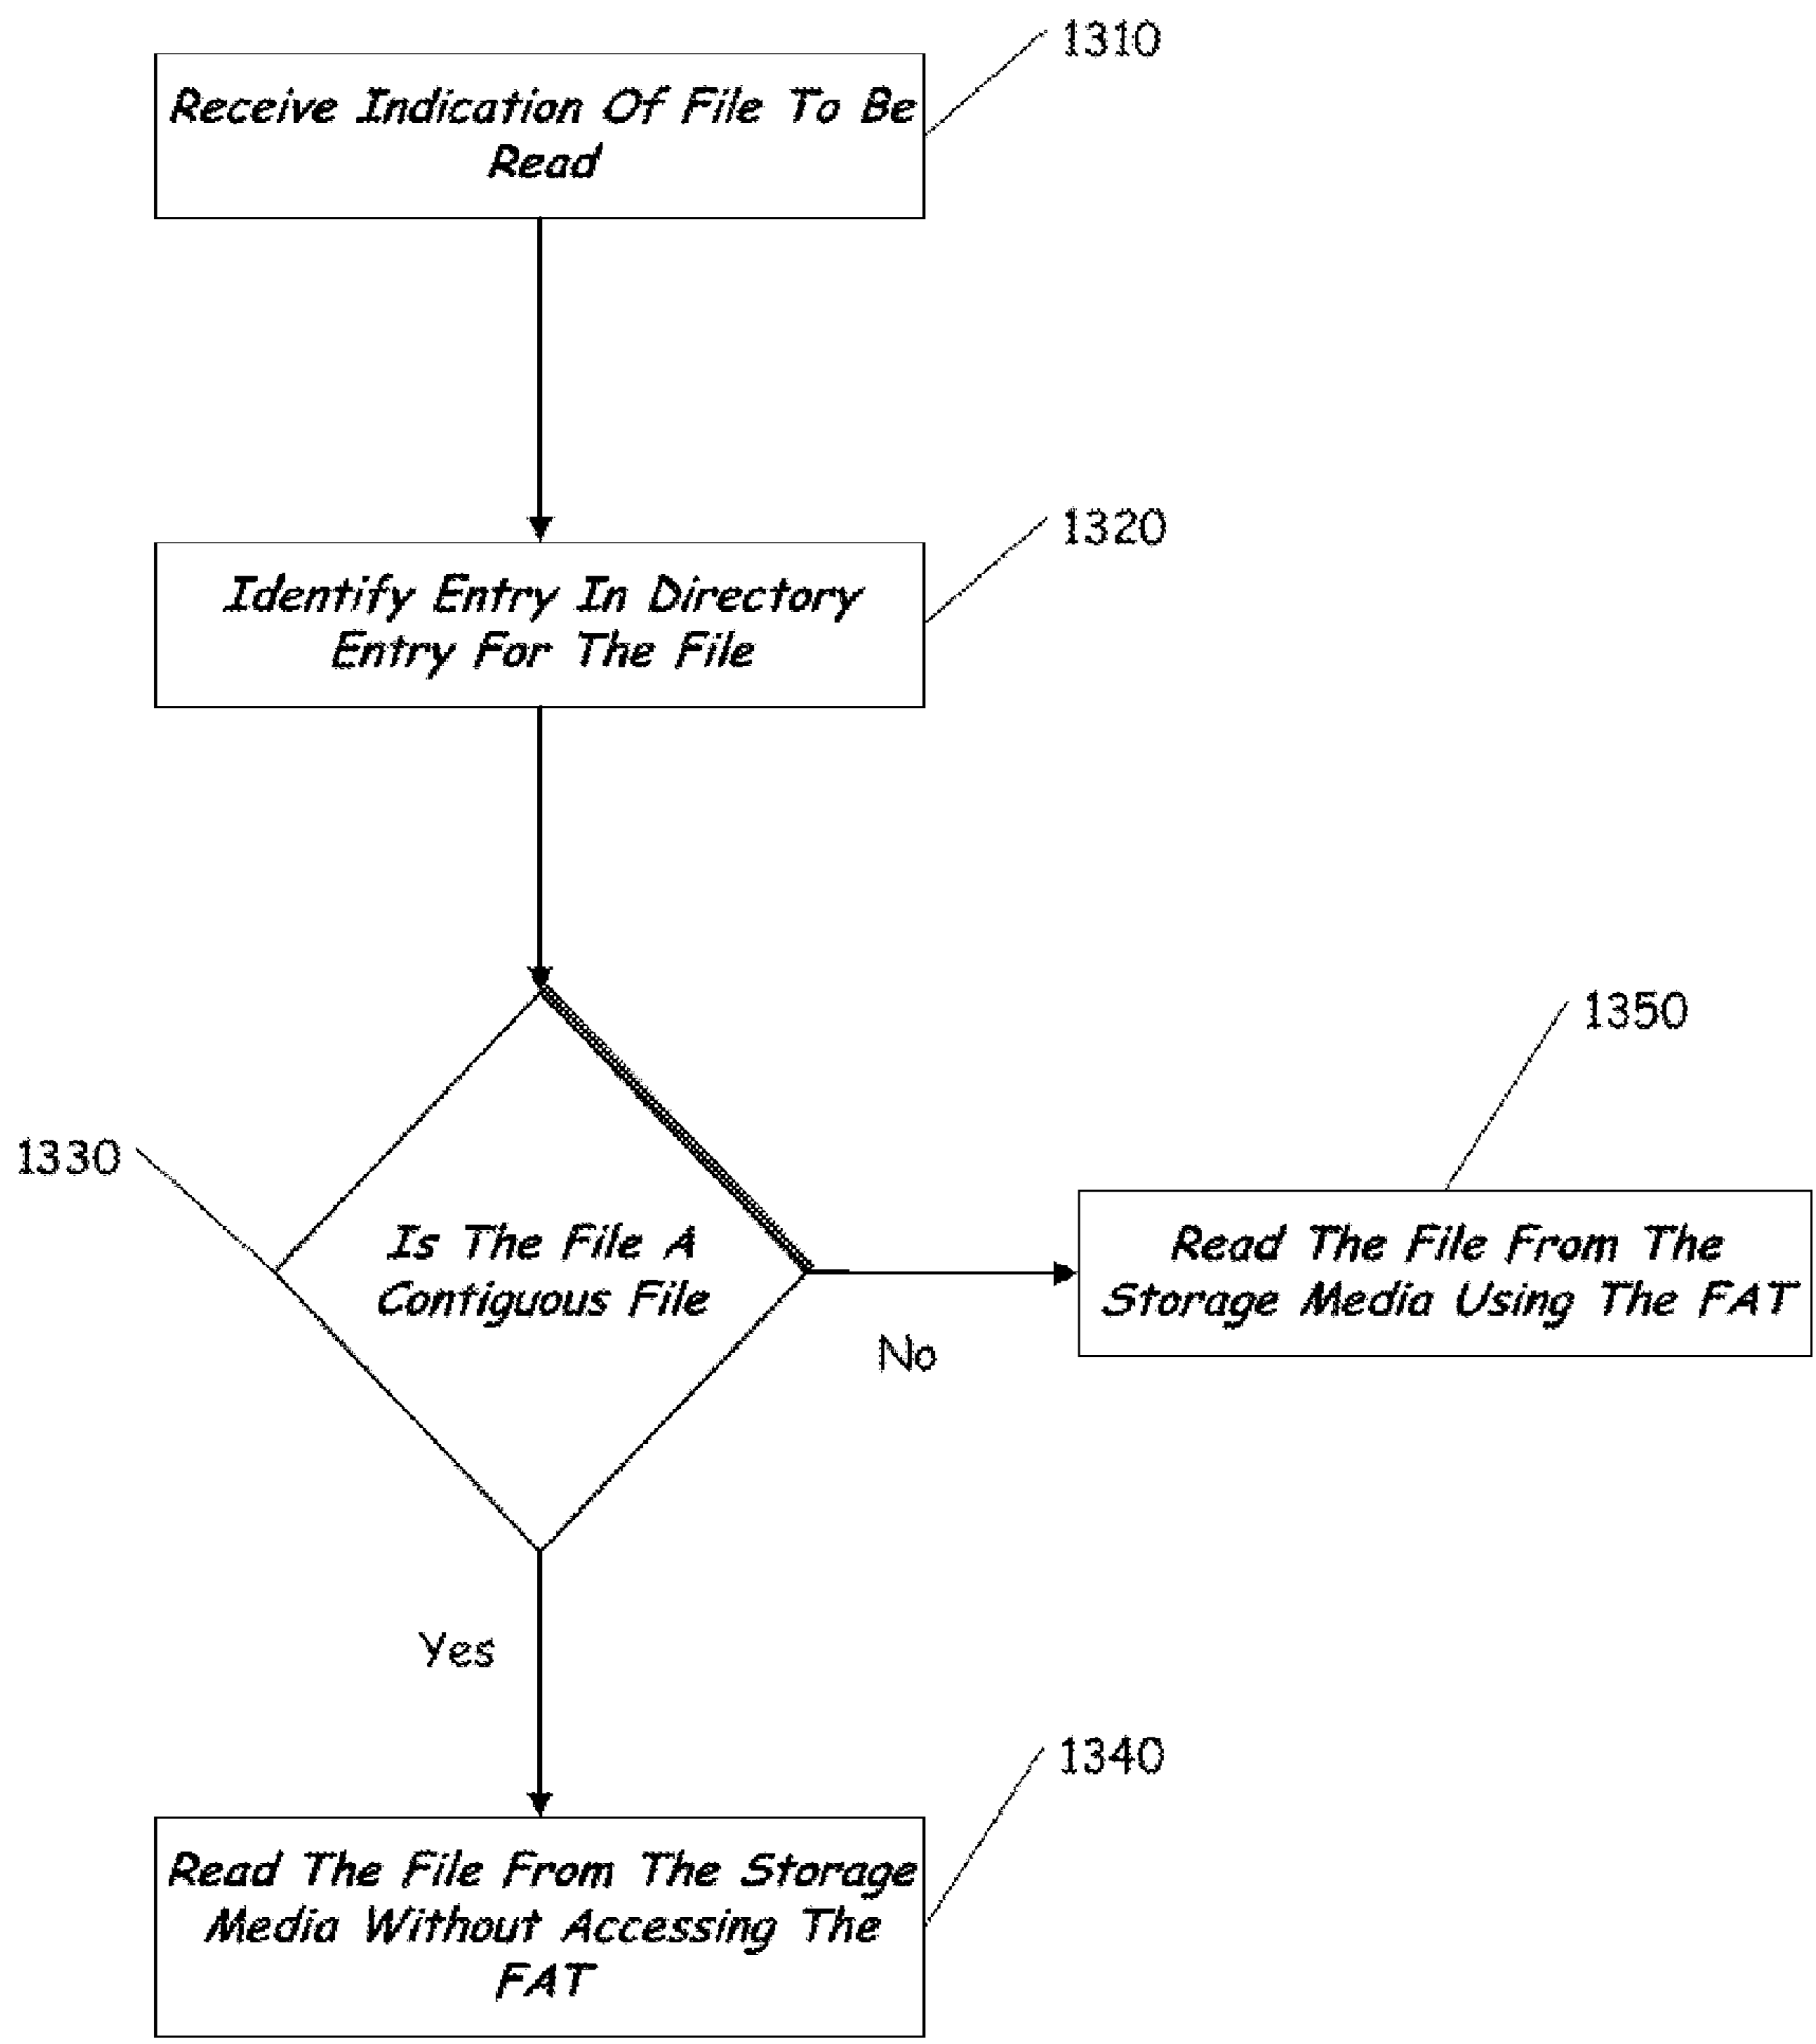 1310
Receive Indication Of File To Be
Read
1320
Identify Entry In Directory
Entry For The File
1350
1330
Is The File A
Contiguous File
Read The File From The
Storage Media Using The FAT
No
Yes
1340
Read The File From The Storage
Media Without Accessing The
FAT